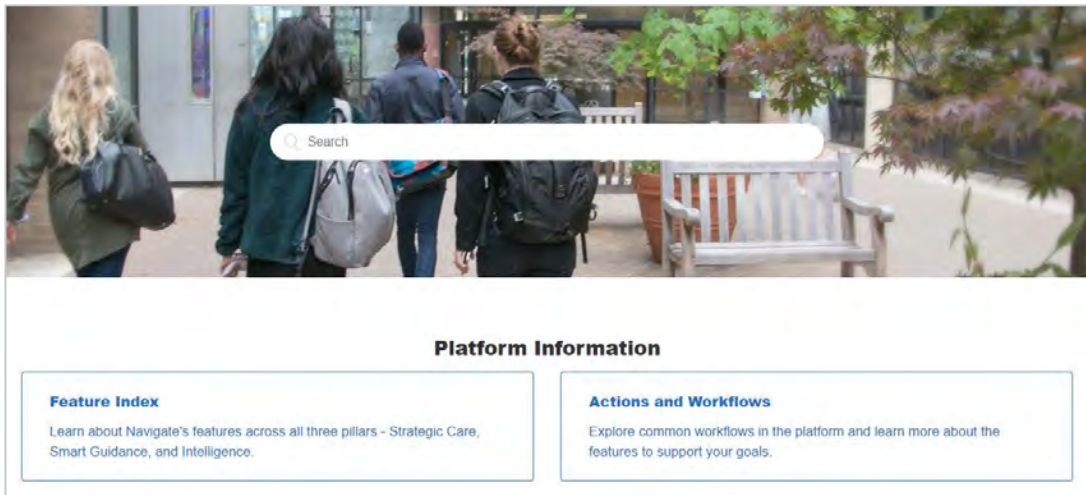 Search
Platform Information
Feature Index
Learn about Navigate's features across all three pillars - Strategic Care,
Smart Guidance, and Intelligence.
Actions and Workflows
Explore common workflows in the platform and learn more about the
features to support your goals.